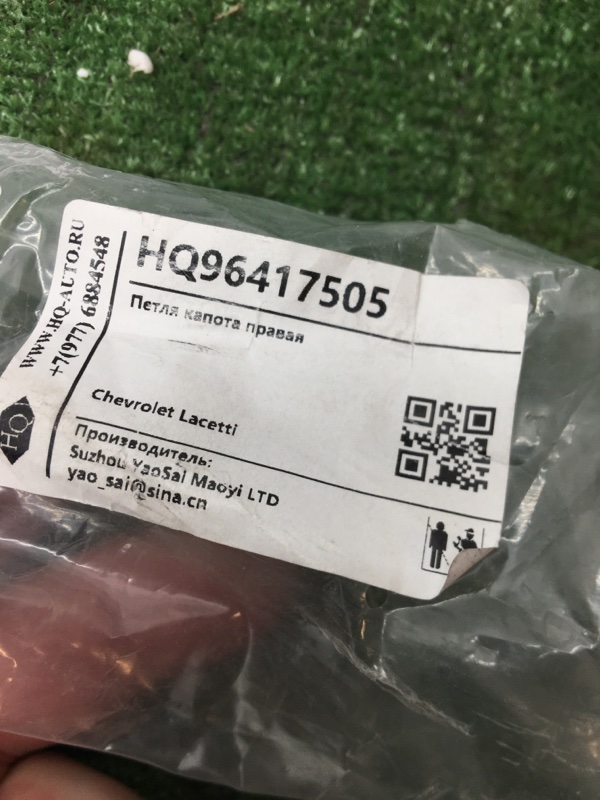 WWW.HQ-AUTO.RU
+7(977) 6884548
HQ
HQ96417505
Петля капота правая
Chevrolet Lacetti
Производитель:
Suzhou YaoSai Maoyi LTD
yao_sai@sina.cn